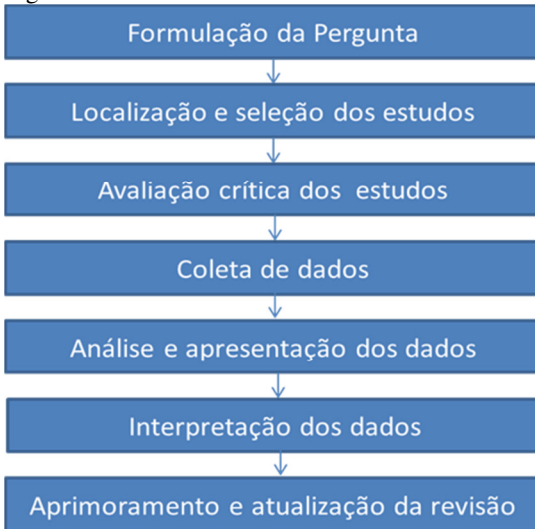 Formulação da Pergunta
Localização e seleção dos estudos
Avaliação crítica dos estudos
Coleta de dados
Análise e apresentação dos dados
Interpretação dos dados
Aprimoramento e atualização da revisão